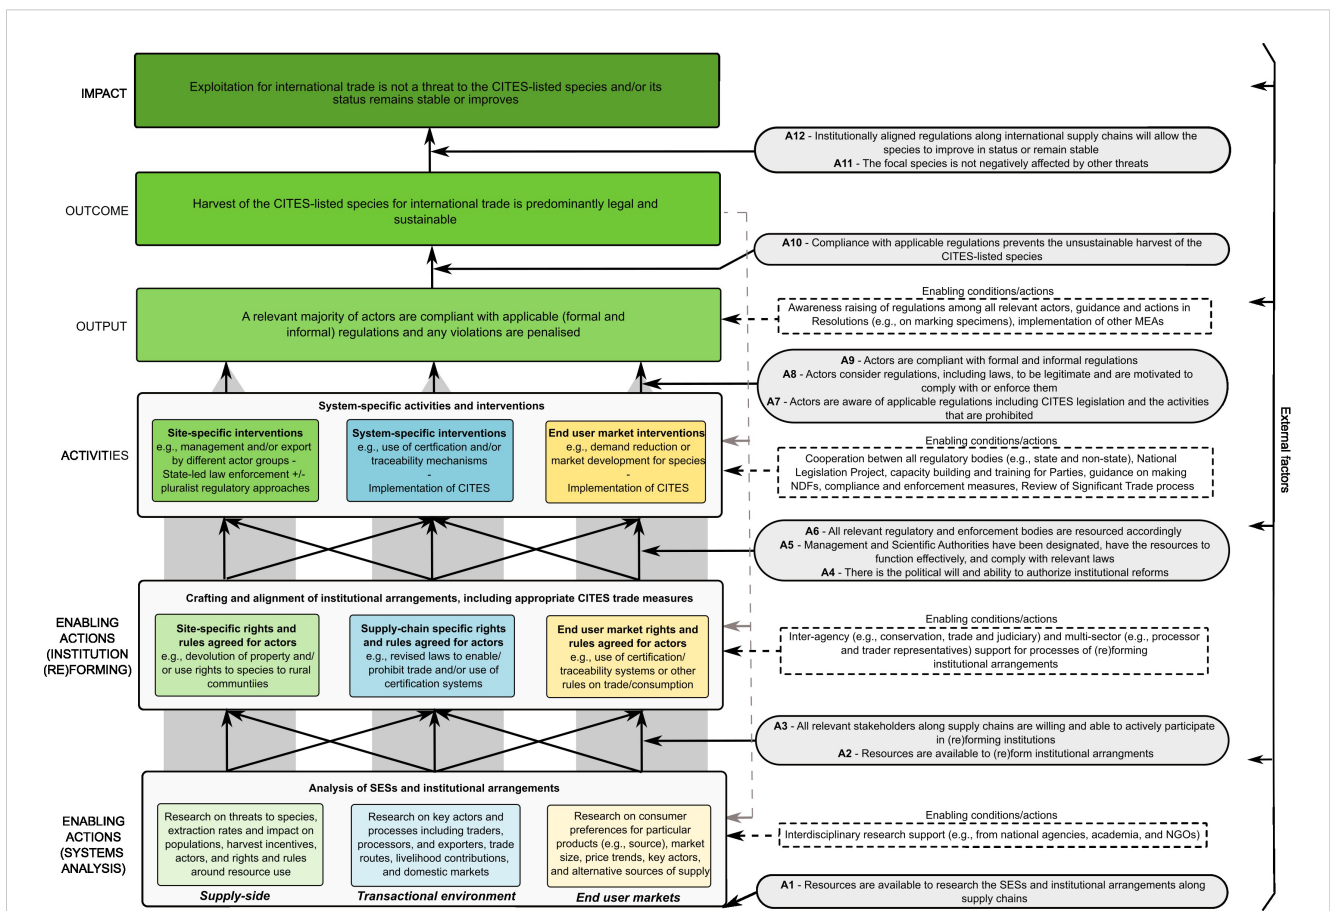 IMPACT
Exploitation for international trade is not a threat to the CITES-listed species and/or its
status remains stable or improves
A12 - Institutionally aligned regulations along international supply chains will allow the
species to improve in status or remain stable
A11 - The focal species is not negatively affected by other threats
OUTCOME
Harvest of the CITES-listed species for international trade is predominantly legal and
sustainable
A10 - Compliance with applicable regulations prevents the unsustainable harvest of the
CITES-listed species
OUTPUT
A relevant majority of actors are compliant with applicable (formal and
informal) regulations and any violations are penalised
Enabling conditions/actions
Awareness raising of regulations among all relevant actors, guidance and actions in
Resolutions (e.g., on marking specimens), implementation of other MEAs
A9 - Actors are compliant with formal and informal regulations
A8 - Actors consider regulations, including laws, to be legitimate and are motivated to
comply with or enforce them
A7 - Actors are aware of applicable regulations including CITES legislation and the activities
that are prohibited
External factors
ACTIVITIES
System-specific activities and interventions
Site-specific interventions
e.g., management and/or export
by different actor groups -
State-led law enforcement +/-
pluralist regulatory approaches
System-specific interventions
e.g., use of certfication and/or
traceability mechanisms
-
Implementation of CITES
End user market interventions
e.g., demand reduction or
market development for species
-
Implementation of CITES
Enabling conditions/actions
Cooperation betwenb all regulatory bodies (e.g., state and non-state), National
Legislation Project, capacity building and training for Parties, guidance on making
NDFs, compliance and enforcement measures, Review of Significant Trade process
A6 - All relevant regulatory and enforcement bodies are resourced accordingly
A5 - Management and Scientific Authorities have been designated, have the resources to
function effectively, and comply with relevant laws
A4 - There is the political will and ability to authorize institutional reforms
ENABLING
ACTIONS
(INSTITUTION
(RE)FORMING)
Crafting and alignment of institutional arrangements, including appropriate CITES trade measures
Site-specific rights and
rules agreed for actors
e.g., devolution of property and/
or use rights to species to rural
communtiies
Supply-chain specific rights
and rules agreed for actors
e.g., revised laws to enable/
prohibit trade and/or use of
certification systems
End user market rights and
rules agreed for actors
e.g., use of certification/
traceability systems or other
rules on trade/consumption
Enabling conditions/actions
Inter-agency (e.g., conservation, trade and judiciary) and multi-sector (e.g., processor
and trader representatives) support for processes of (re)forming
institutional arrangements
A3 - All relevant stakeholders along supply chains are willing and able to actively participate
in (re)forming institutions
A2 - Resources are available to (re)form institutional arrangments
ENABLING
ACTIONS
(SYSTEMS
ANALYSIS)
Analysis of SESs and institutional arrangements
Research on threats to species,
extraction rates and impact on
populations, harvest incentives,
actors, and rights and rules
around resource use
Research on key actors and
processes including traders,
processors, and exporters, trade
routes, livelihood contributions,
and domestic markets
Research on consumer
preferences for particular
products (e.g., source), market
size, price trends, key actors,
and alternative sources of supply
Supply-side
Transactional environment
End user markets
Enabling conditions/actions
Interdisciplinary research support (e.g., from national agencies, academia, and NGOs)
A1 - Resources are available to research the SESs and institutional arrangements along
supply chains